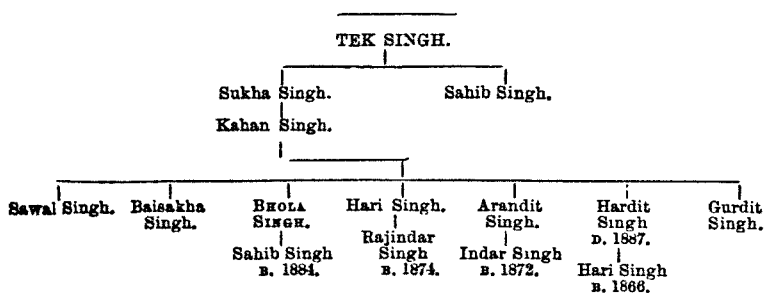 TEK SINGH.
Sukha Singh. Sahib Singh.
Kahan Singh.
Sawal Singh. Baisakha Singh. BHOLA SINGH. Hari Singh. Arandit Singh. Hardit Singh D. 1887. Gurdit Singh.
Sahib Singh B. 1884. Rajindar Singh B. 1874. Indar Singh B. 1872. Hari Singh B. 1866.